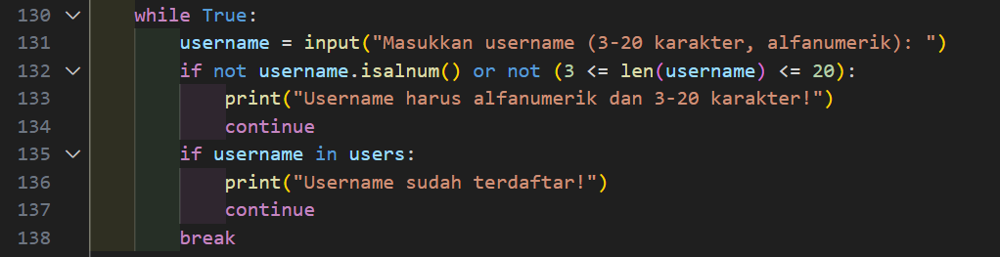 130 while True:
131 username = input("Masukkan username (3-20 karakter, alfanumerik): ")
132 if not username.isalnum() or not (3 <= len(username) <= 20):
133 print("Username harus alfanumerik dan 3-20 karakter!")
134 continue
135 if username in users:
136 print("Username sudah terdaftar!")
137 continue
138 break